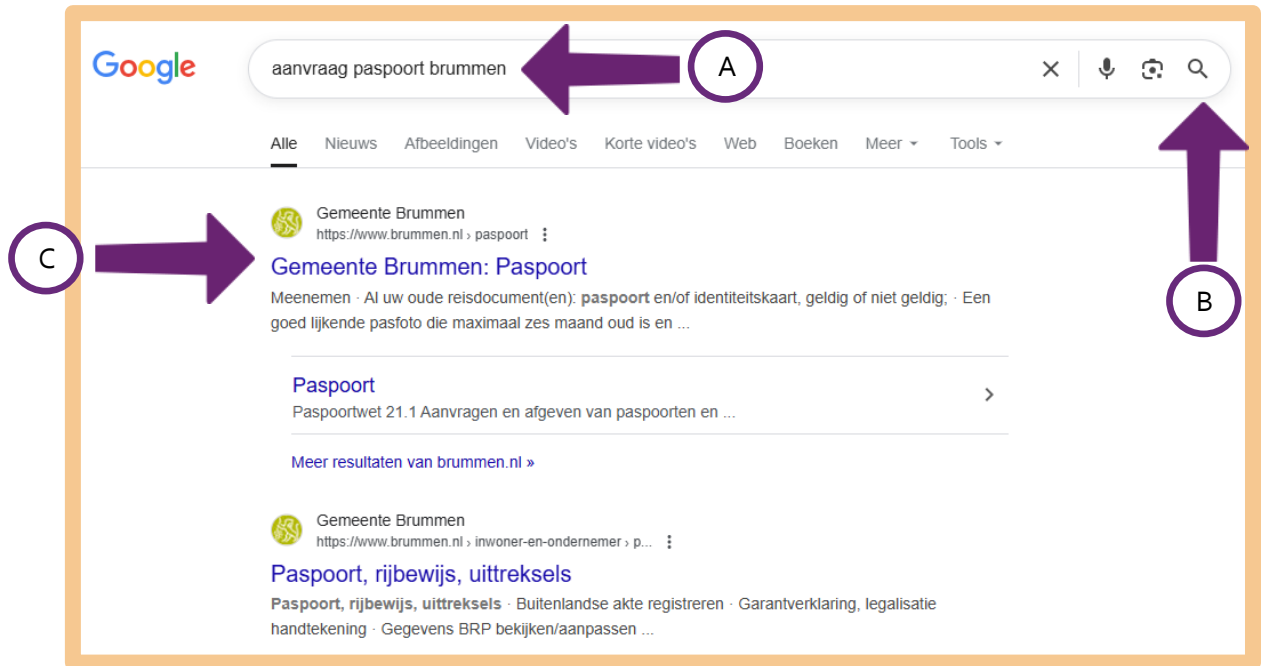 Google
aanvraag paspoort brummen
A
Alle Nieuws Afbeeldingen Video's Korte video's Web Boeken Meer Tools
Gemeente Brummen
https://www.brummen.nl › paspoort
C
Gemeente Brummen: Paspoort
B
Meenemen · Al uw oude reisdocument(en): paspoort en/of identiteitskaart, geldig of niet geldig; · Een
goed lijkende pasfoto die maximaal zes maand oud is en ...
Paspoort
Paspoortwet 21.1 Aanvragen en afgeven van paspoorten en ...
Meer resultaten van brummen.nl »
Gemeente Brummen
https://www.brummen.nl › inwoner-en-ondernemer › p...
Paspoort, rijbewijs, uittreksels
Paspoort, rijbewijs, uittreksels · Buitenlandse akte registreren · Garantverklaring, legalisatie
handtekening · Gegevens BRP bekijken/aanpassen ...